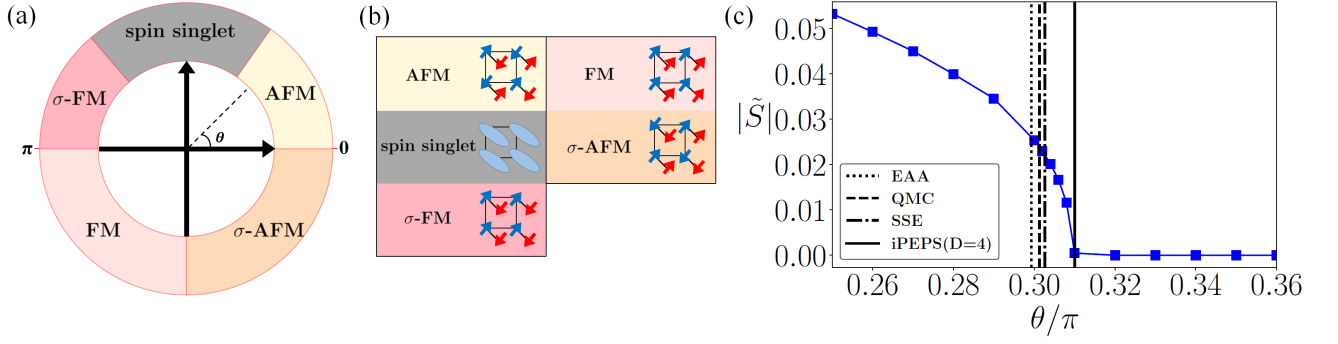 (a)
spin singlet
σ-FM
AFM
θ
π
0
FM
σ-AFM
(b)
AFM
FM
spin singlet
σ-AFM
σ-FM
(c)
|S̃|
0.05
0.04
0.03
0.02
0.01
0.00
EAA
QMC
SSE
iPEPS(D=4)
0.26 0.28 0.30 0.32 0.34 0.36
θ/π